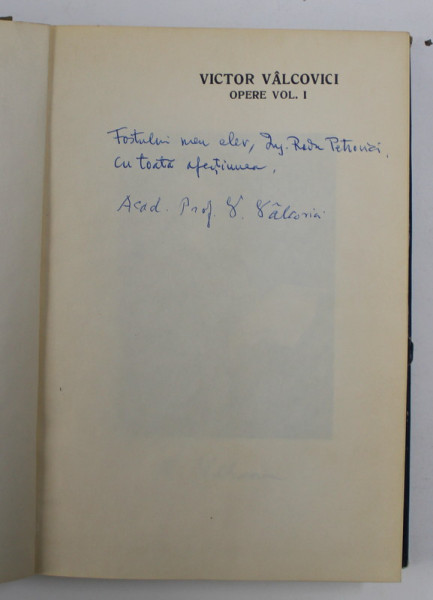 VICTOR VÂLCOVICI
OPERE VOL. I
Fostului meu elev, Ing. Radu Petrovici,
cu toată afecțiunea,
Acad. Prof. V. Vâlcovici